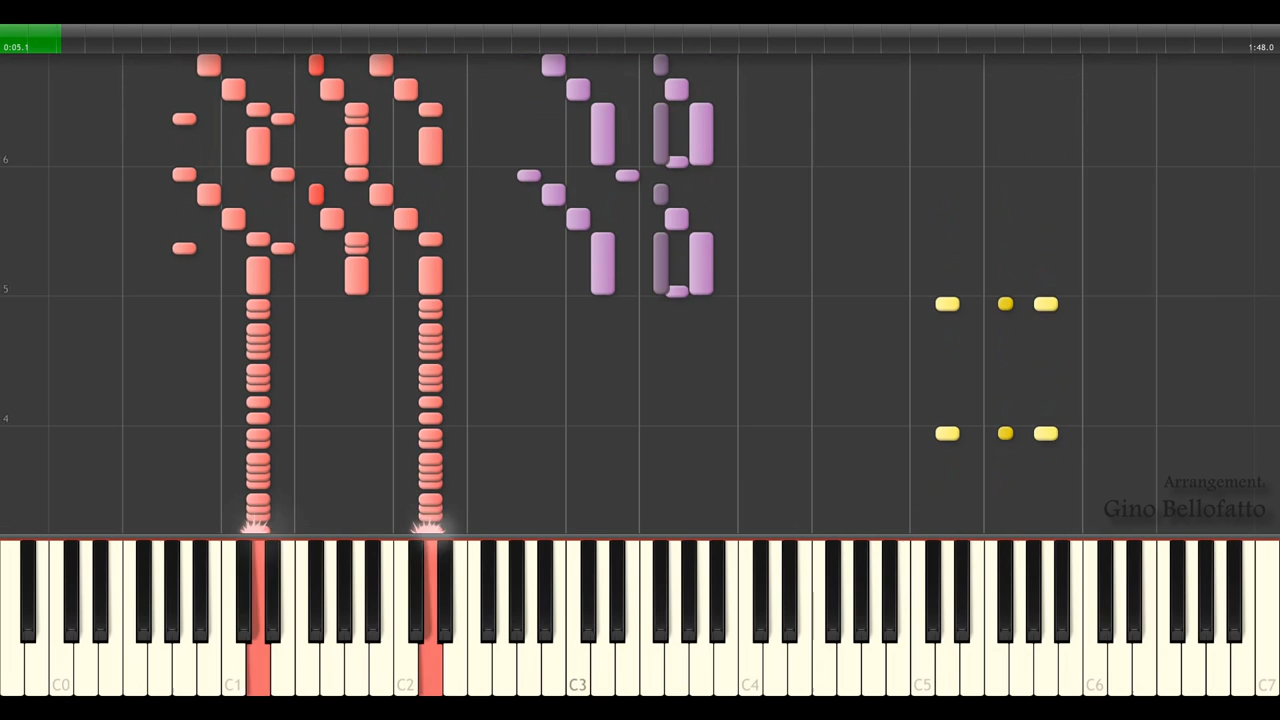 0:05.1
1:48.0
6
5
4
Arrangement.
Gino Bellofatto
C0 C1 C2 C3 C4 C5 C6 C7